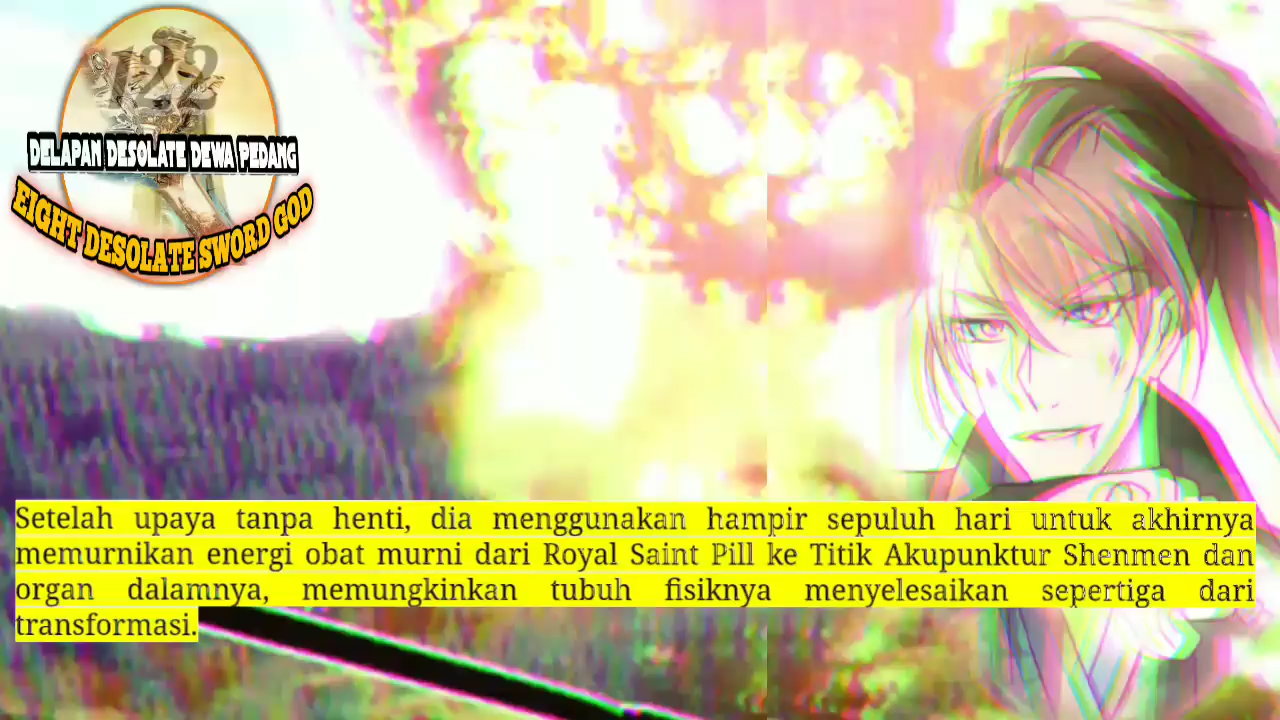 122
DELAPAN DESOLATE DEWA PEDANG
EIGHT DESOLATE SWORD GOD
Setelah upaya tanpa henti, dia menggunakan hampir sepuluh hari untuk akhirnya
memurnikan energi obat murni dari Royal Saint Pill ke Titik Akupunktur Shenmen dan
organ dalamnya, memungkinkan tubuh fisiknya menyelesaikan sepertiga dari
transformasi.